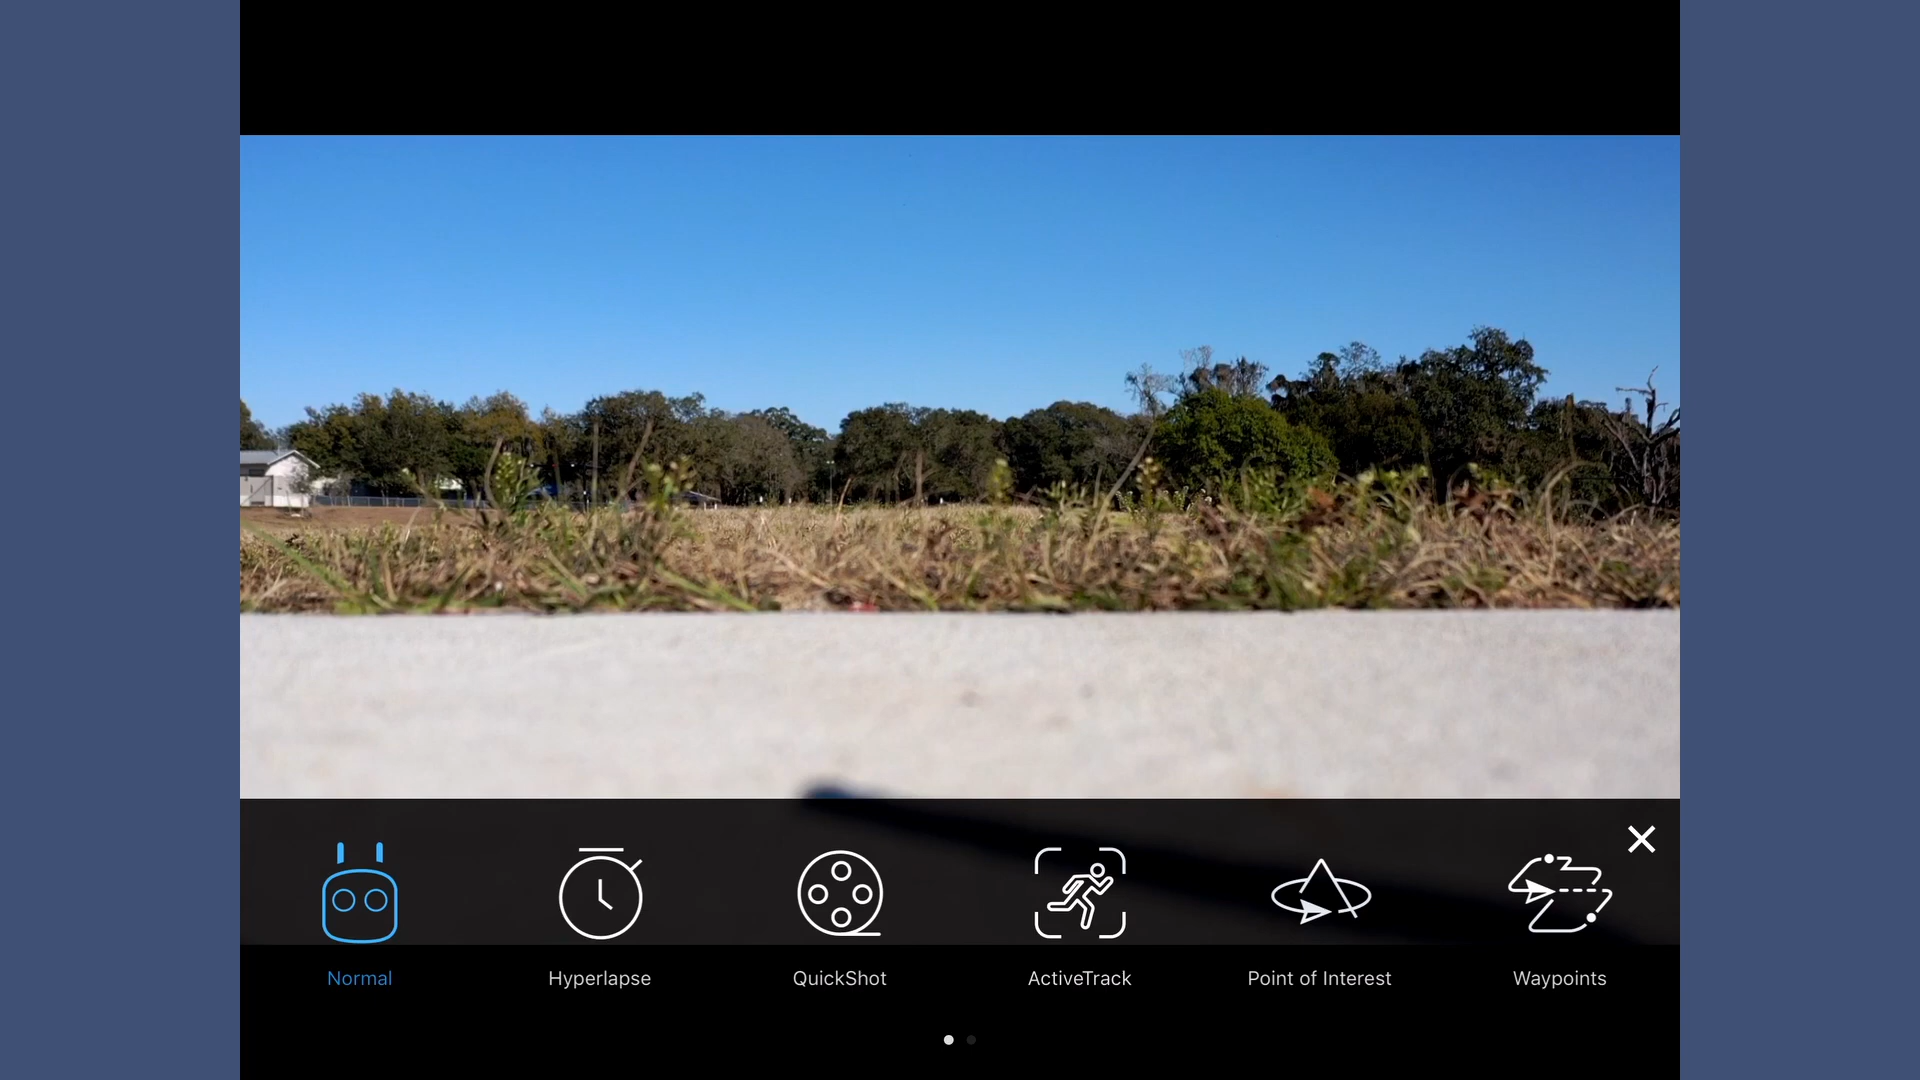 Normal
Hyperlapse
QuickShot
ActiveTrack
Point of Interest
Waypoints